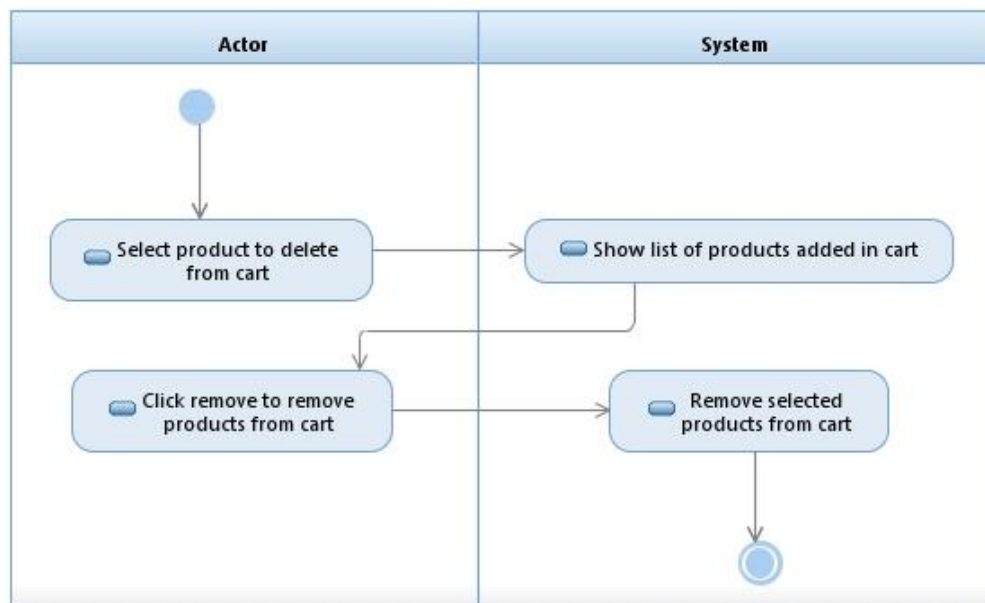 Actor
System
Select product to delete
from cart
Show list of products added in cart
Click remove to remove
products from cart
Remove selected
products from cart